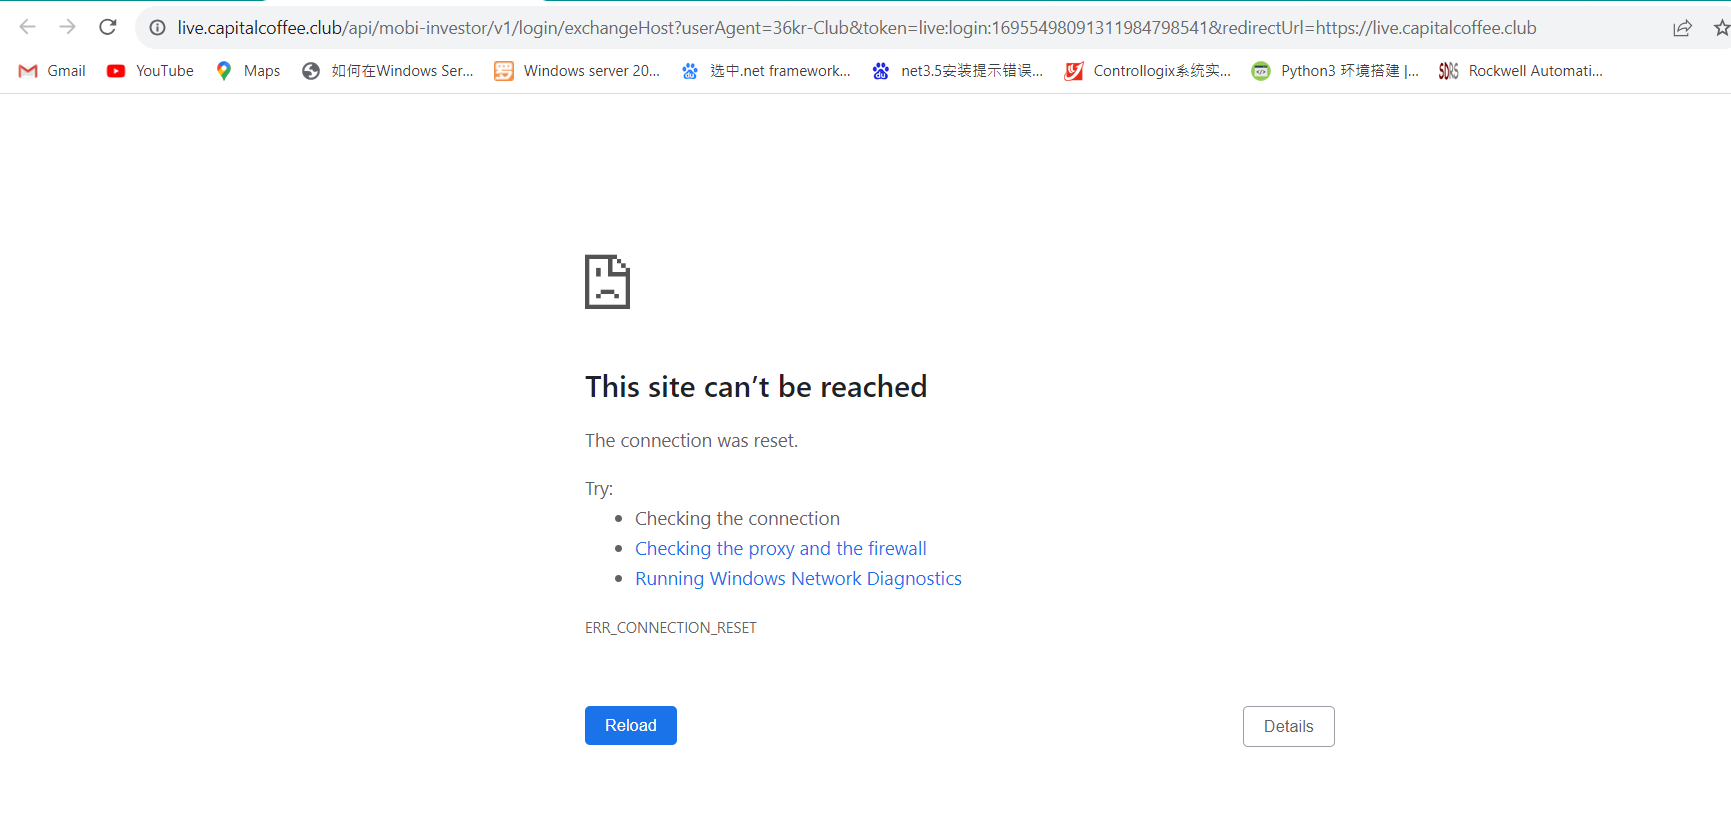 live.capitalcoffee.club/api/mobi-investor/v1/login/exchangeHost?userAgent=36kr-Club&token=live:login:16955498091311984798541&redirectUrl=https://live.capitalcoffee.club
Gmail YouTube Maps 如何在Windows Ser... Windows server 20... 选中.net framework... net3.5安装提示错误... Controllogix系统实... Python3 环境搭建 |... Rockwell Automati...
This site can’t be reached
The connection was reset.
Try:
Checking the connection
Checking the proxy and the firewall
Running Windows Network Diagnostics
ERR_CONNECTION_RESET
Reload Details